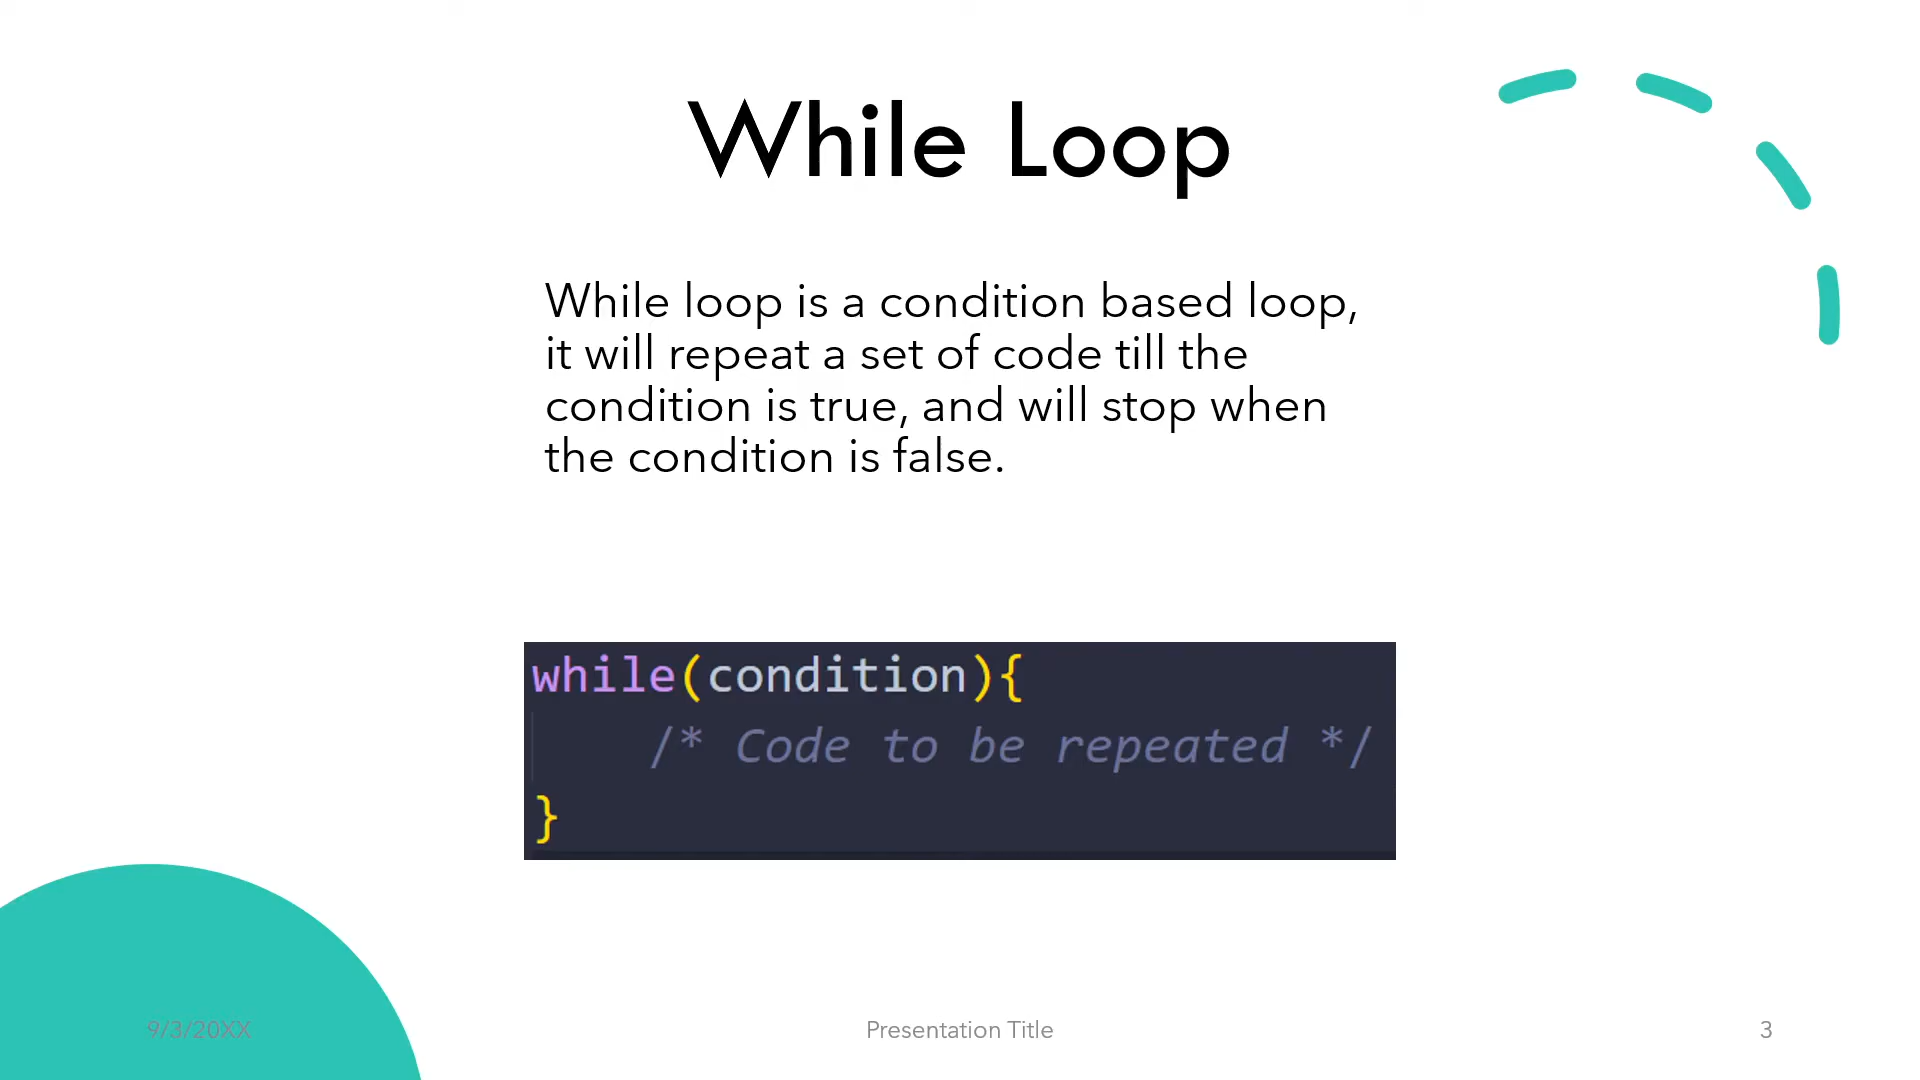 While Loop
While loop is a condition based loop,
it will repeat a set of code till the
condition is true, and will stop when
the condition is false.
while(condition){
    /* Code to be repeated */
}
9/3/20XX
Presentation Title
3